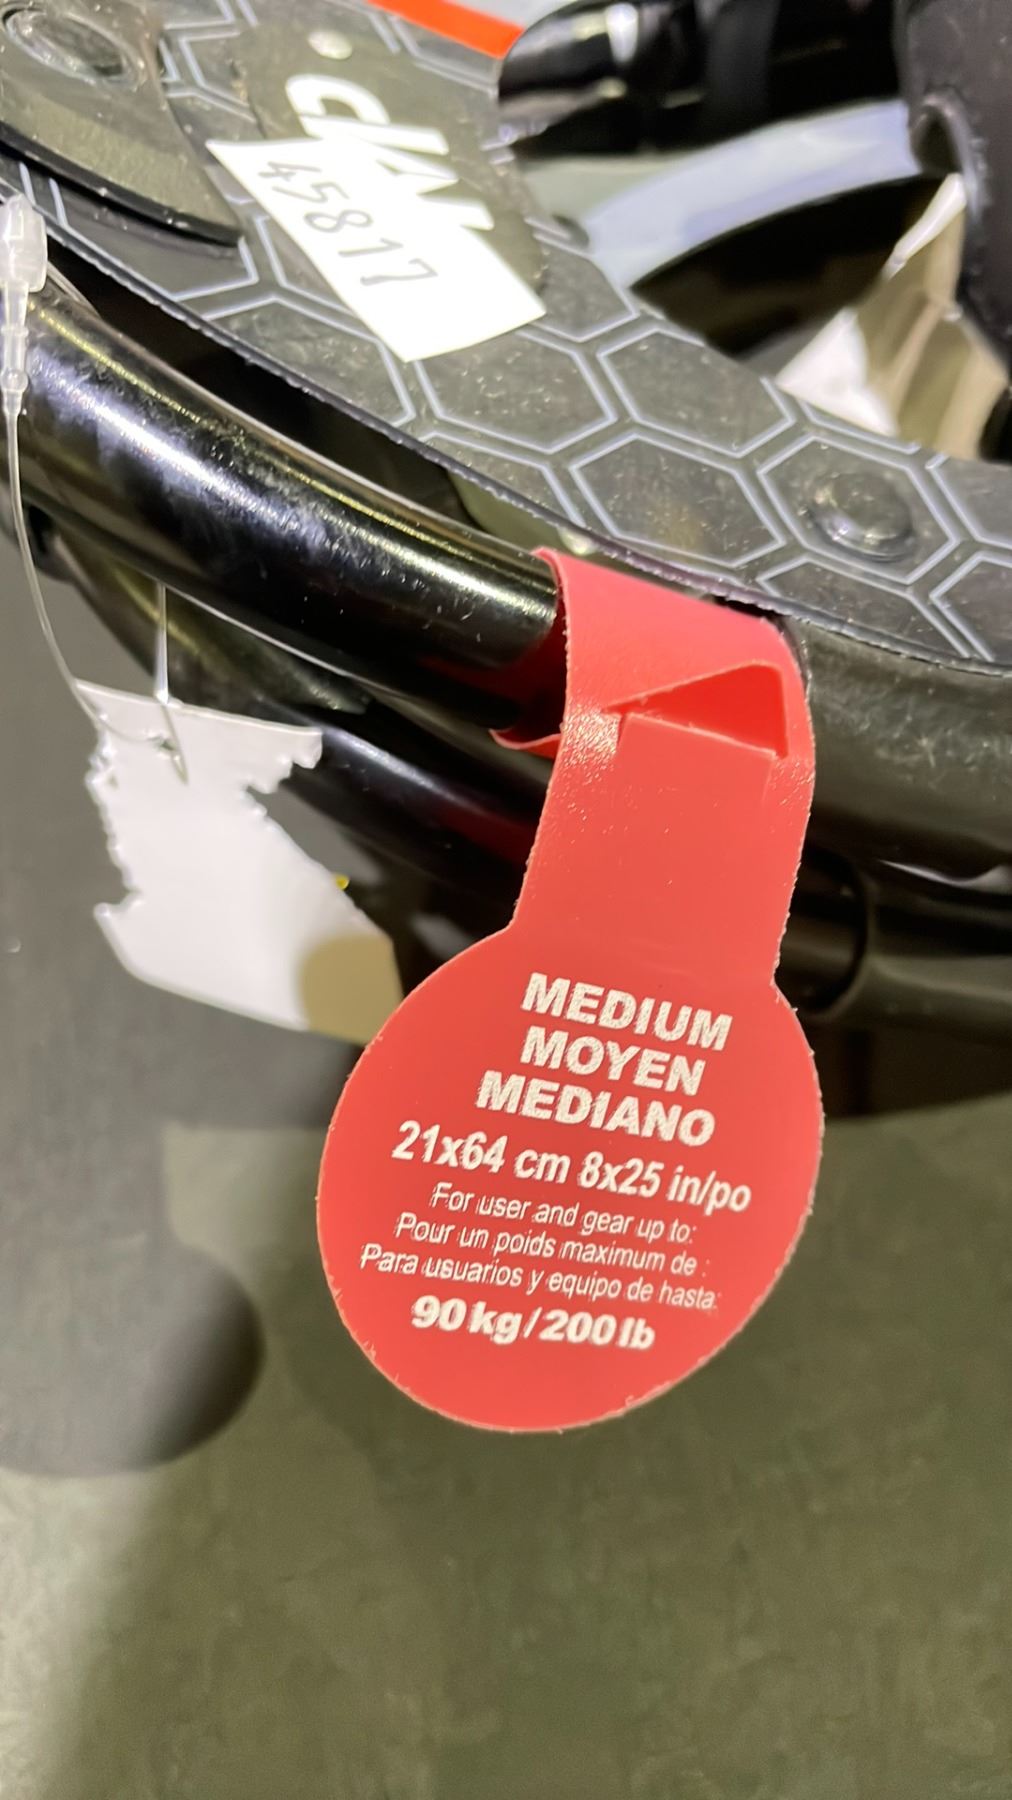 45817
MEDIUM
MOYEN
MEDIANO
21x64 cm 8x25 in/po
For user and gear up to:
Pour un poids maximum de :
Para usuarios y equipo de hasta:
90 kg / 200 lb